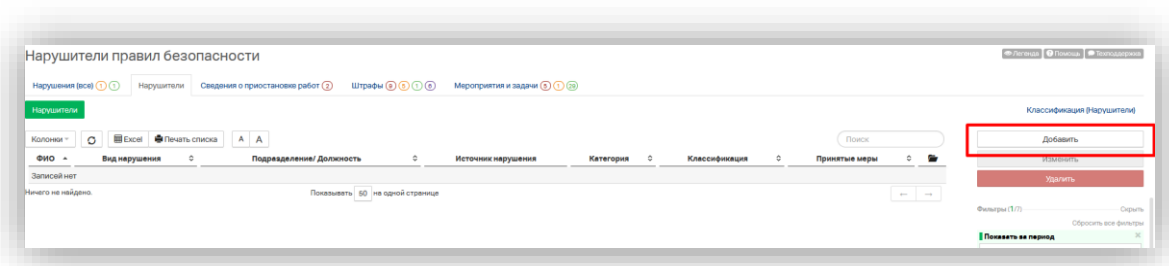 Нарушители правил безопасности
Легенда Помощь Техподдержка
Нарушения (все) 1 1 Нарушители Сведения о приостановке работ 2 Штрафы 9 5 1 6 Мероприятия и задачи 5 1 29
Нарушители Классификация (Нарушители)
Колонки Excel Печать списка A A Поиск Добавить
ФИО Вид нарушения Подразделение/ Должность Источник нарушения Категория Классификация Принятые меры Изменить
Записей нет Удалить
Ничего не найдено. Показывать 50 на одной странице ← →
Фильтры (1/7) Скрыть
Сбросить все фильтры
Показать за период ×